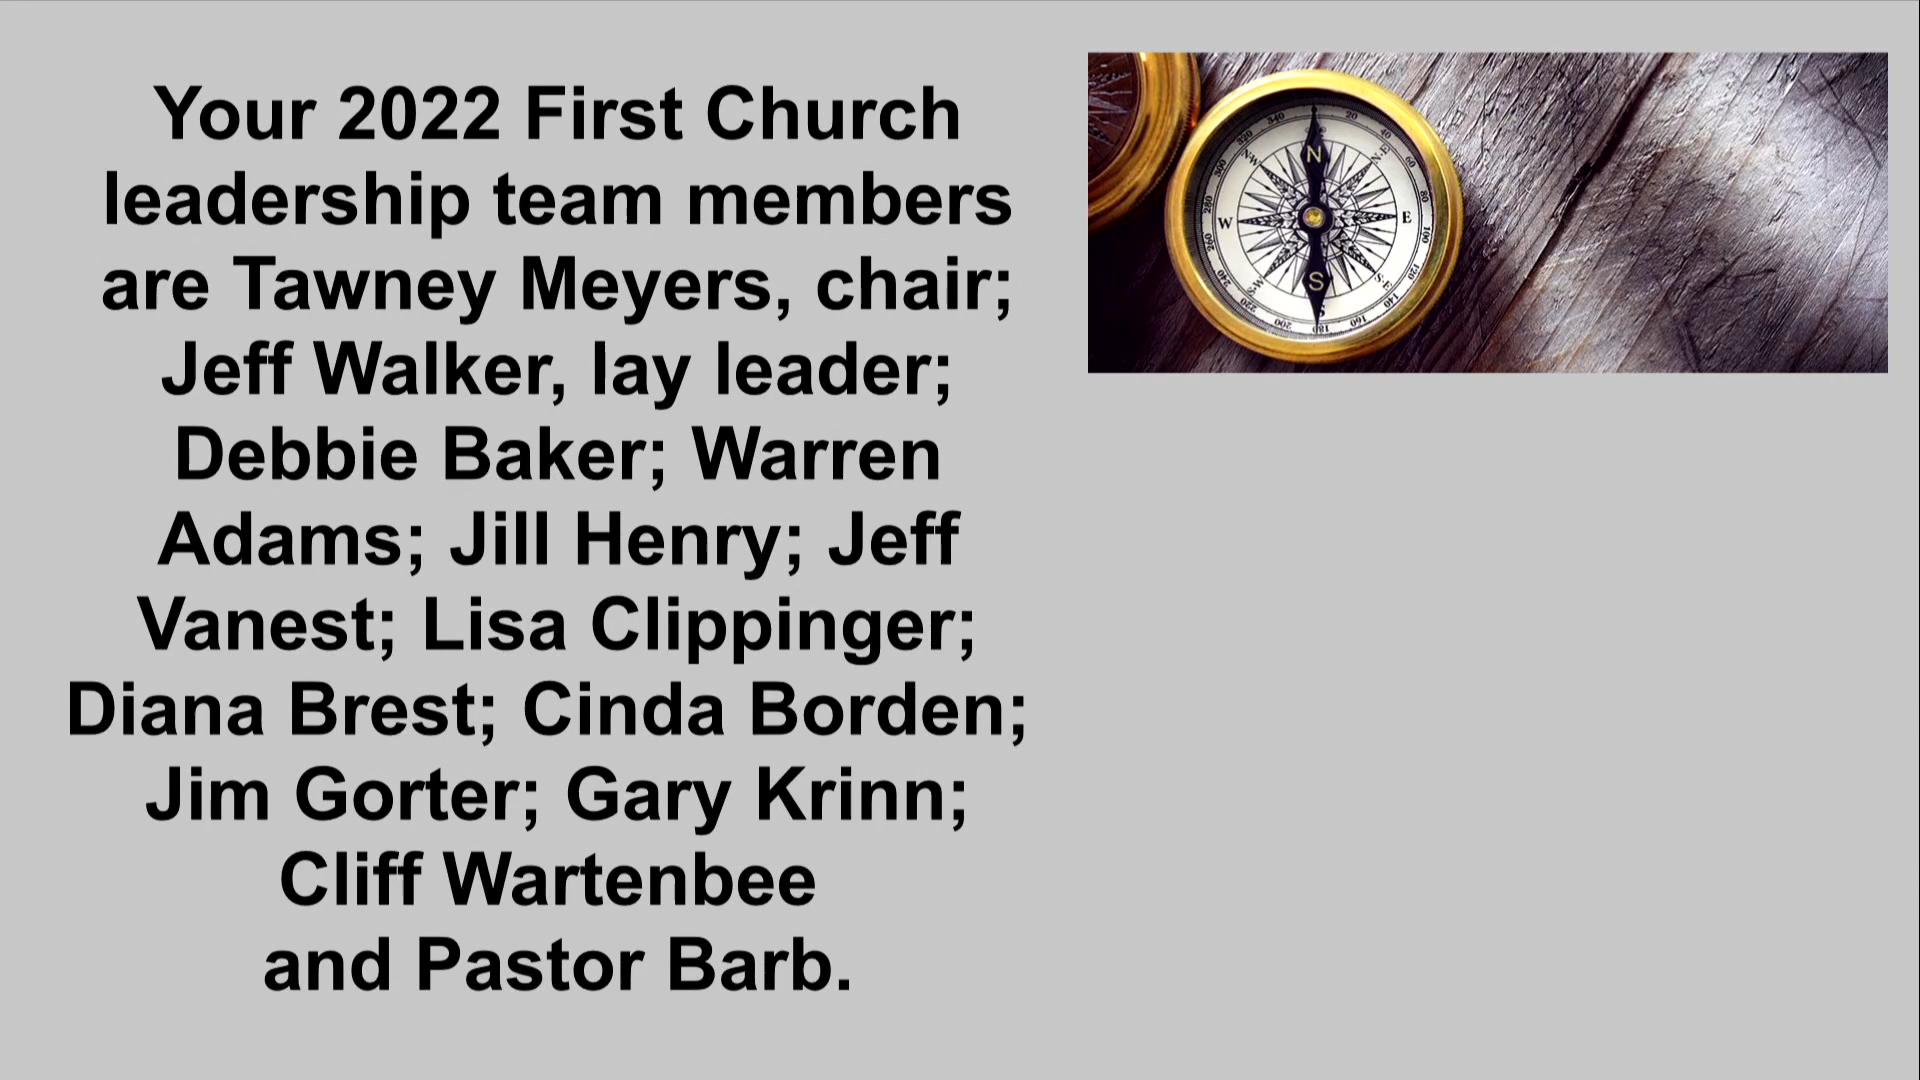 Your 2022 First Church
leadership team members
are Tawney Meyers, chair;
Jeff Walker, lay leader;
Debbie Baker; Warren
Adams; Jill Henry; Jeff
Vanest; Lisa Clippinger;
Diana Brest; Cinda Borden;
Jim Gorter; Gary Krinn;
Cliff Wartenbee
and Pastor Barb.
N
E
S
W